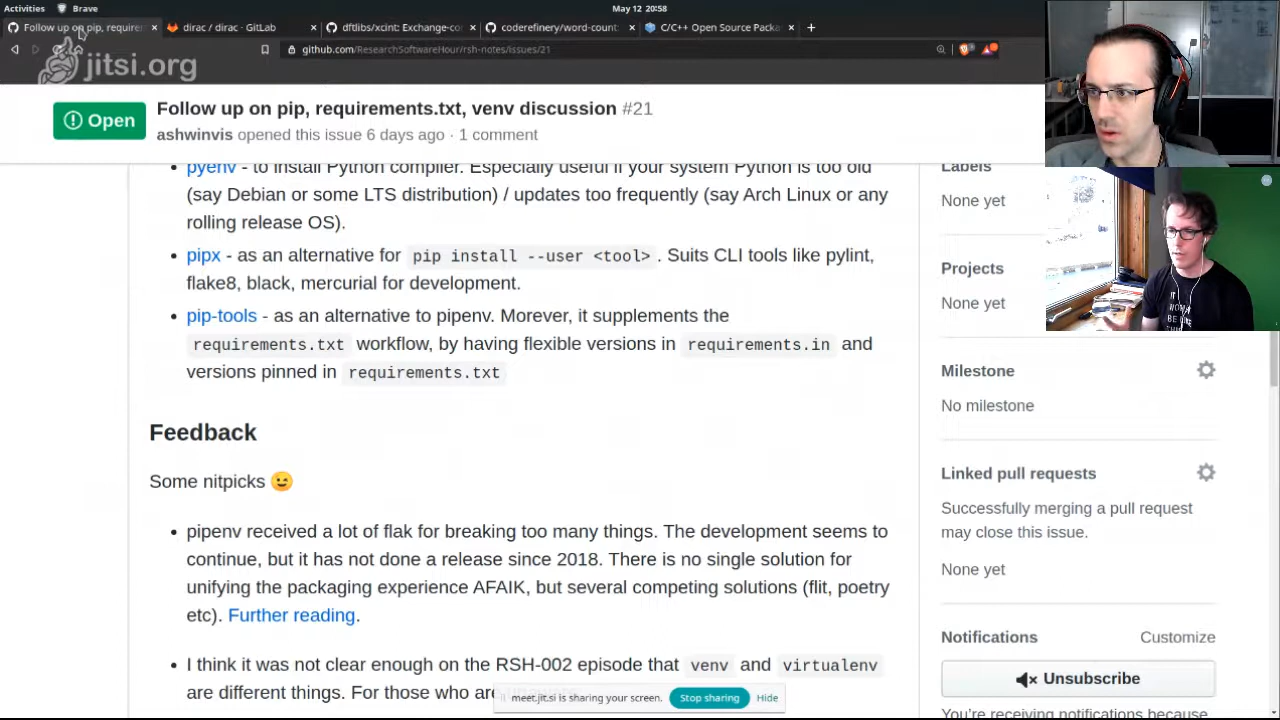 Activities Brave May 12 20:58
Follow up on pip, require × dirac / dirac · GitLab × dftlibs/xcint: Exchange-co × coderefinery/word-count × C/C++ Open Source Packa × +
github.com/ResearchSoftwareHour/rsh-notes/issues/21
jitsi.org
Open
Follow up on pip, requirements.txt, venv discussion #21
ashwinvis opened this issue 6 days ago · 1 comment
pyenv - to install Python compiler. Especially useful if your system Python is too old
(say Debian or some LTS distribution) / updates too frequently (say Arch Linux or any
rolling release OS).
• pipx - as an alternative for pip install --user <tool> . Suits CLI tools like pylint,
flake8, black, mercurial for development.
• pip-tools - as an alternative to pipenv. Morever, it supplements the
requirements.txt workflow, by having flexible versions in requirements.in and
versions pinned in requirements.txt
Feedback
Some nitpicks 😉
• pipenv received a lot of flak for breaking too many things. The development seems to
continue, but it has not done a release since 2018. There is no single solution for
unifying the packaging experience AFAIK, but several competing solutions (flit, poetry
etc). Further reading.
• I think it was not clear enough on the RSH-002 episode that venv and virtualenv
are different things. For those who are
meet.jit.si is sharing your screen. Stop sharing Hide
Labels
None yet
Projects
None yet
Milestone
No milestone
Linked pull requests
Successfully merging a pull request
may close this issue.
None yet
Notifications Customize
Unsubscribe
You're receiving notifications because